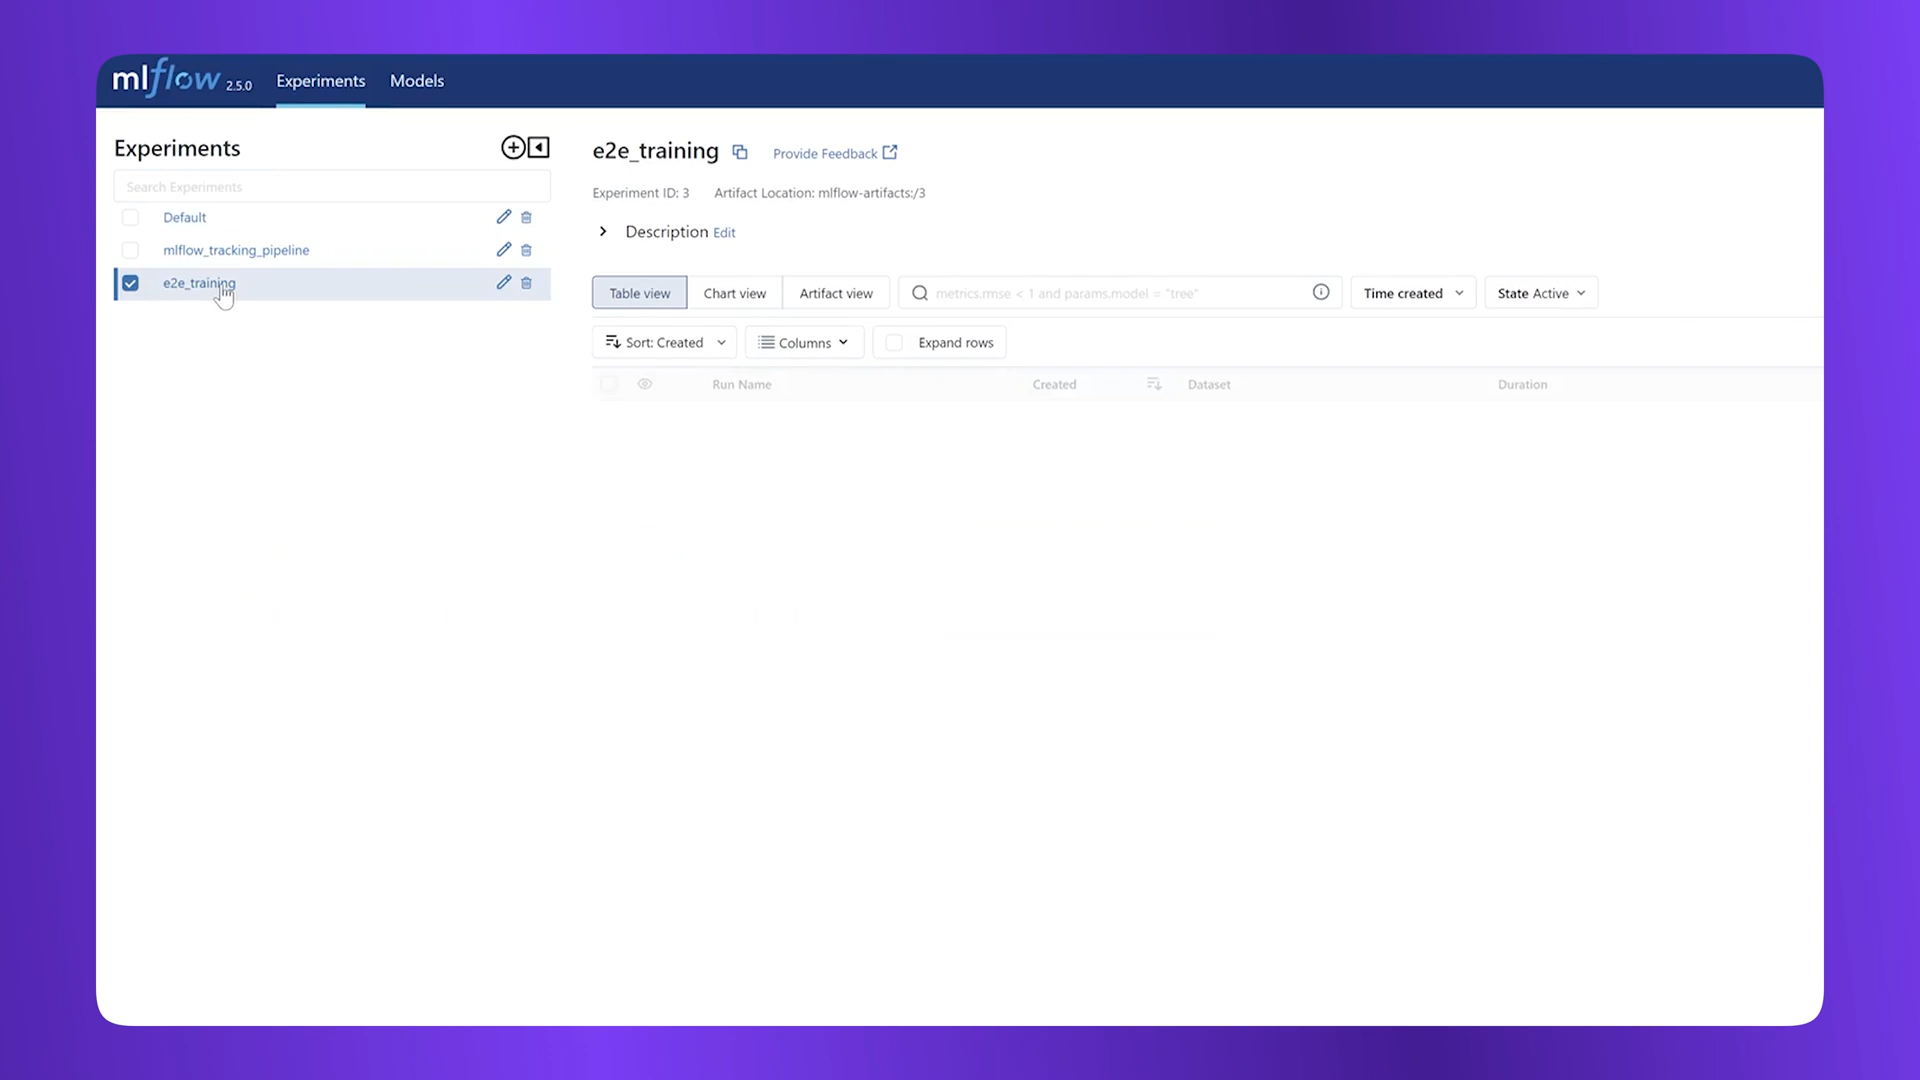 mlflow 2.5.0 Experiments Models
Experiments
Search Experiments
Default
mlflow_tracking_pipeline
e2e_training
e2e_training Provide Feedback
Experiment ID: 3 Artifact Location: mlflow-artifacts:/3
Description Edit
Table view Chart view Artifact view metrics.rmse < 1 and params.model = "tree" Time created State Active
Sort: Created Columns Expand rows
Run Name Created Dataset Duration